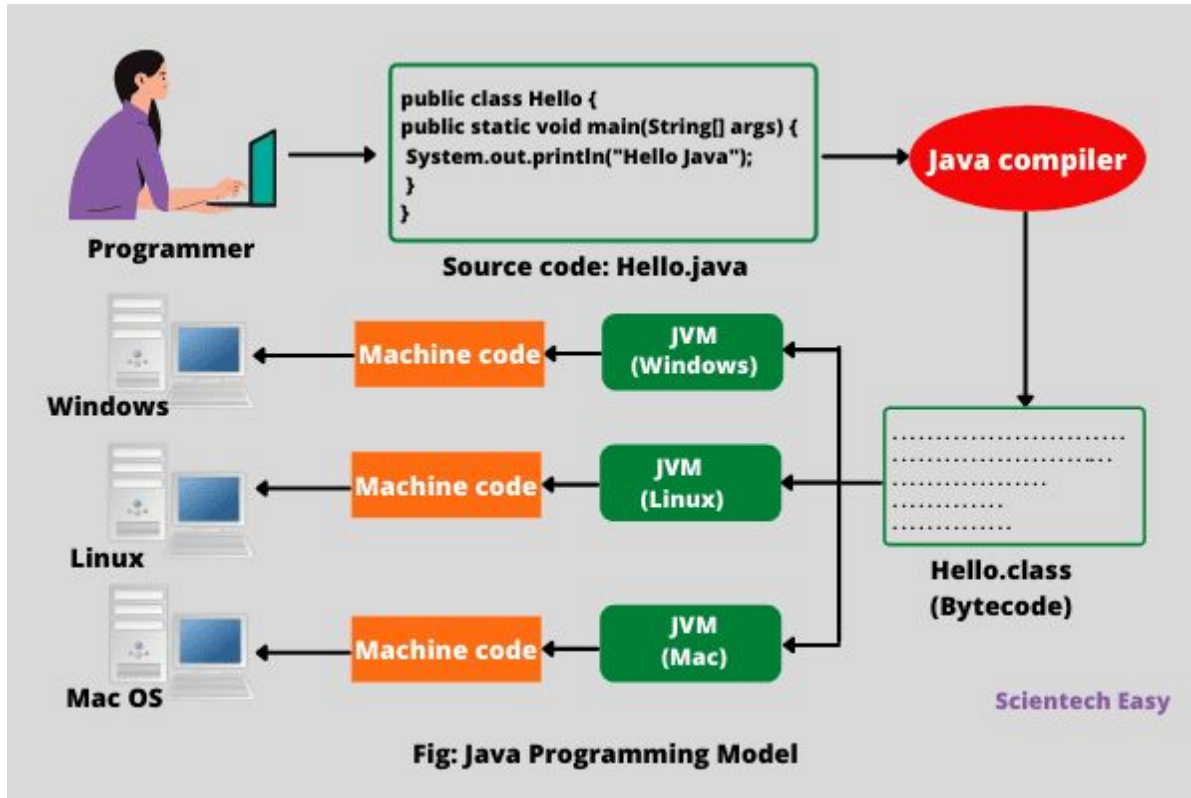 public class Hello {
public static void main(String[] args) {
System.out.println("Hello Java");
}
}
Java compiler
Programmer
Source code: Hello.java
Machine code
JVM
(Windows)
Windows
Machine code
JVM
(Linux)
Linux
Hello.class
(Bytecode)
Machine code
JVM
(Mac)
Mac OS
Scientech Easy
Fig: Java Programming Model